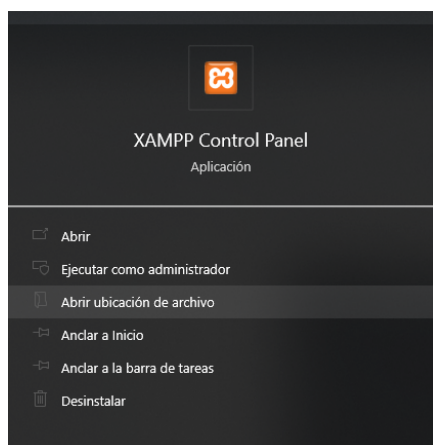 XAMPP Control Panel
Aplicación
Abrir
Ejecutar como administrador
Abrir ubicación de archivo
Anclar a Inicio
Anclar a la barra de tareas
Desinstalar